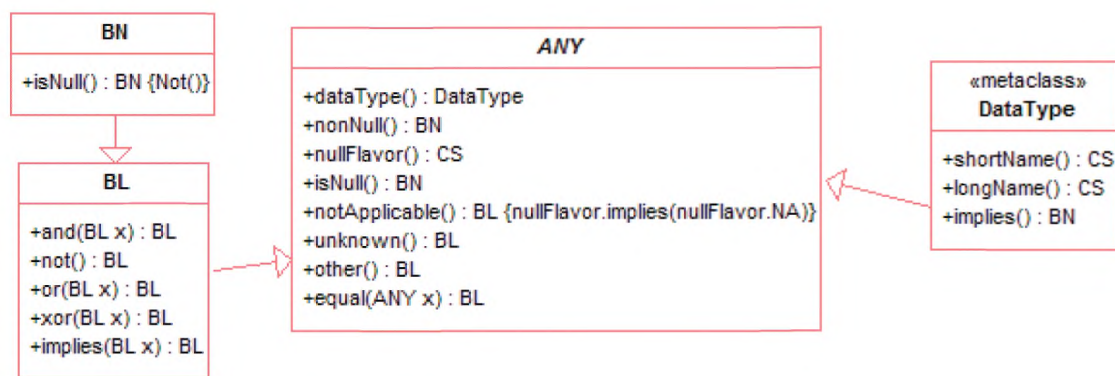 BN
+isNull() : BN {Not()}
BL
+and(BL x) : BL
+not() : BL
+or(BL x) : BL
+xor(BL x) : BL
+implies(BL x) : BL
ANY
+dataType() : DataType
+nonNull() : BN
+nullFlavor() : CS
+isNull() : BN
+notApplicable() : BL {nullFlavor.implies(nullFlavor.NA)}
+unknown() : BL
+other() : BL
+equal(ANY x) : BL
«metaclass»
DataType
+shortName() : CS
+longName() : CS
+implies() : BN